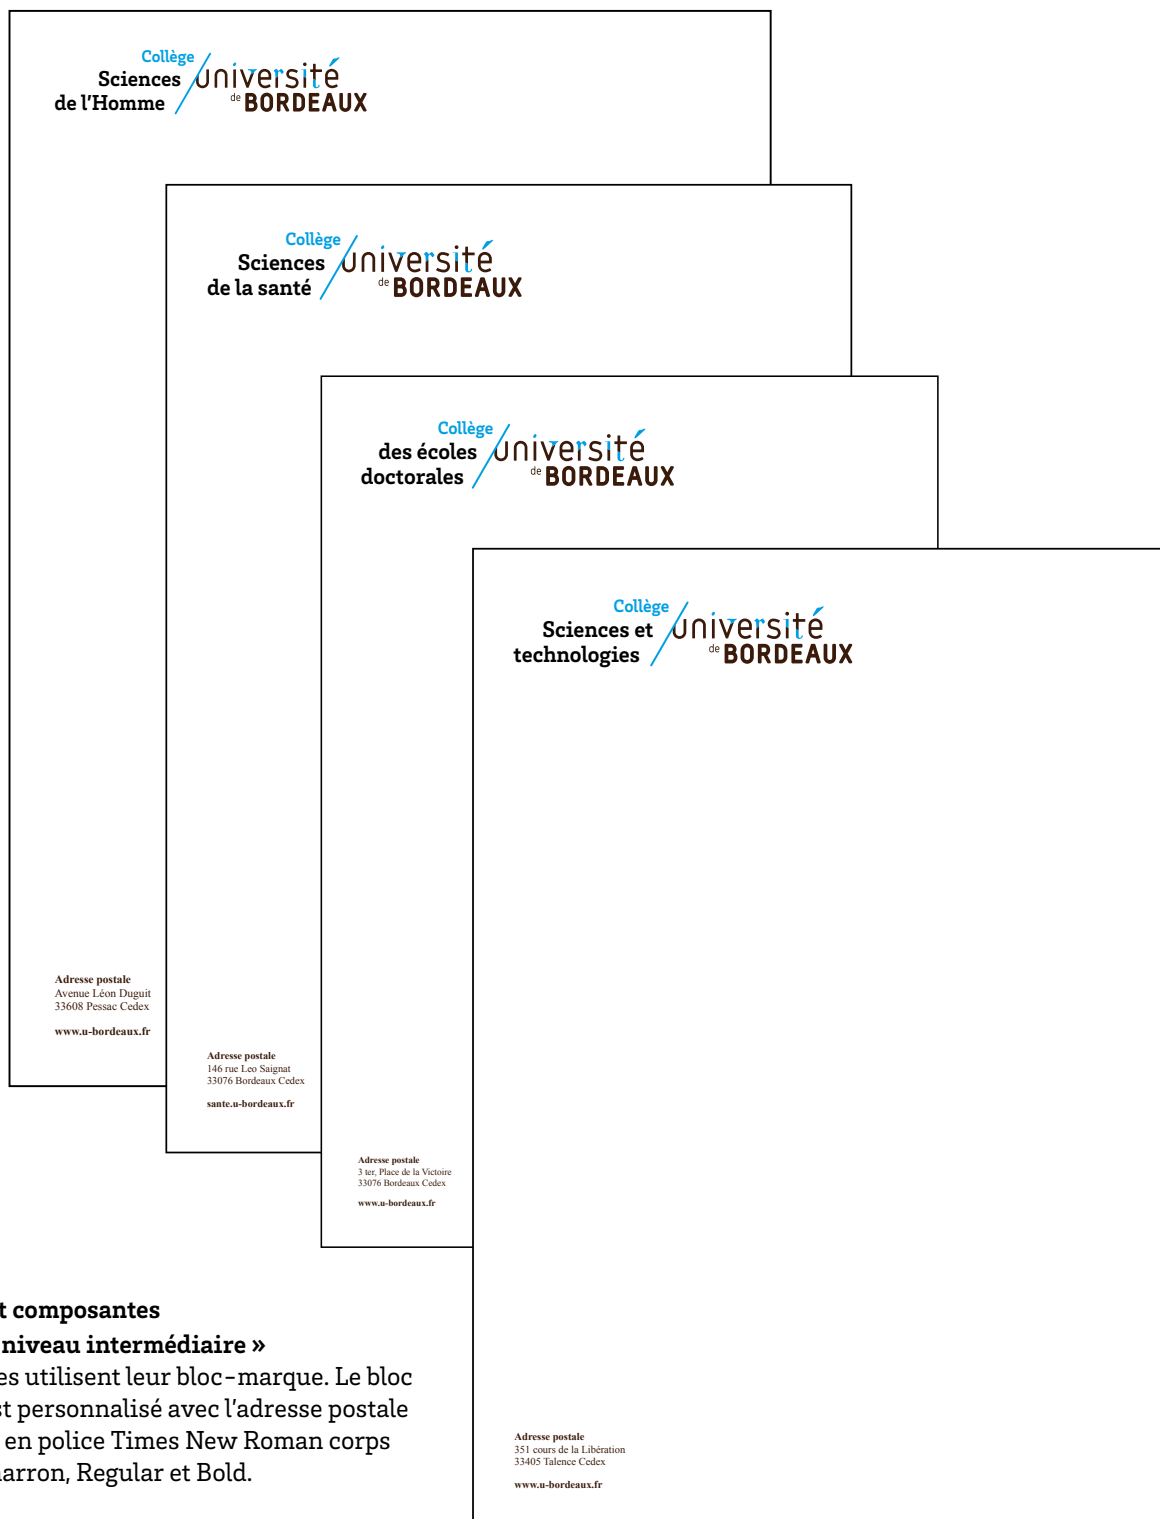 Collège
Sciences
de l'Homme
université
de BORDEAUX
Adresse postale
Avenue Léon Duguit
33608 Pessac Cedex
www.u-bordeaux.fr
Collège
Sciences
de la santé
université
de BORDEAUX
Adresse postale
146 rue Leo Saignat
33076 Bordeaux Cedex
sante.u-bordeaux.fr
Collège
des écoles
doctorales
université
de BORDEAUX
Adresse postale
3 ter, Place de la Victoire
33076 Bordeaux Cedex
www.u-bordeaux.fr
Collège
Sciences et
technologies
université
de BORDEAUX
Adresse postale
351 cours de la Libération
33405 Talence Cedex
www.u-bordeaux.fr
composantes
niveau intermédiaire »
utilisent leur bloc-marque. Le bloc
personnalisé avec l'adresse postale
en police Times New Roman corps
Regular et Bold.